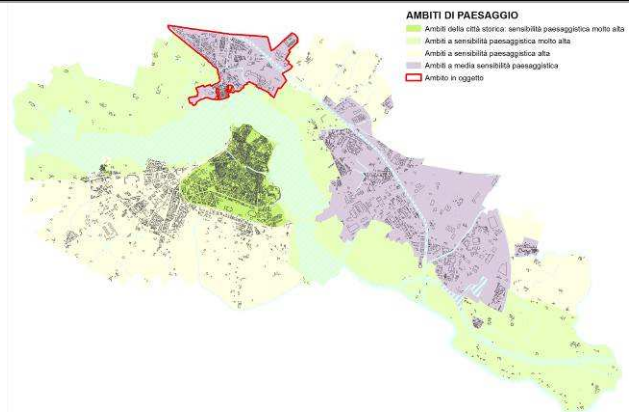 AMBITI DI PAESAGGIO
Ambiti della città storica: sensibilità paesaggistica molto alta
Ambiti a sensibilità paesaggistica molto alta
Ambiti a sensibilità paesaggistica alta
Ambiti a media sensibilità paesaggistica
Ambito in oggetto